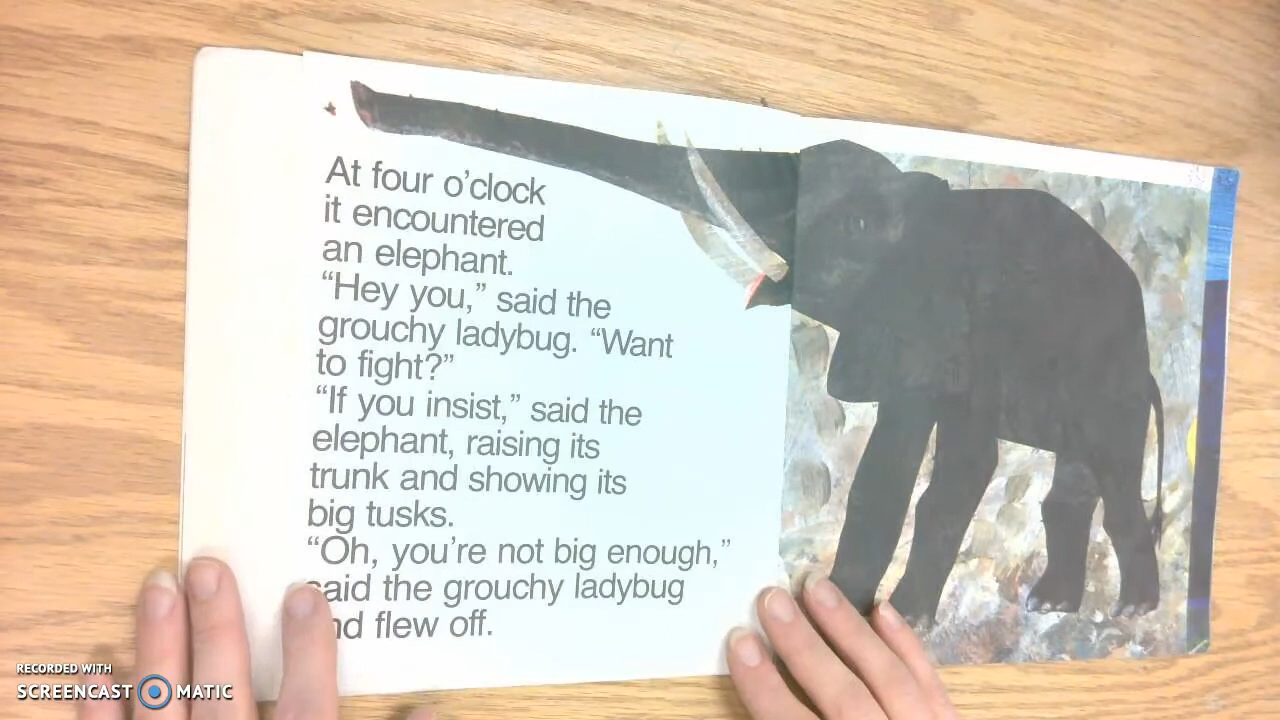 At four o'clock
it encountered
an elephant.
“Hey you,” said the
grouchy ladybug. “Want
to fight?”
“If you insist,” said the
elephant, raising its
trunk and showing its
big tusks.
“Oh, you're not big enough,”
said the grouchy ladybug
and flew off.
RECORDED WITH
SCREENCAST MATIC